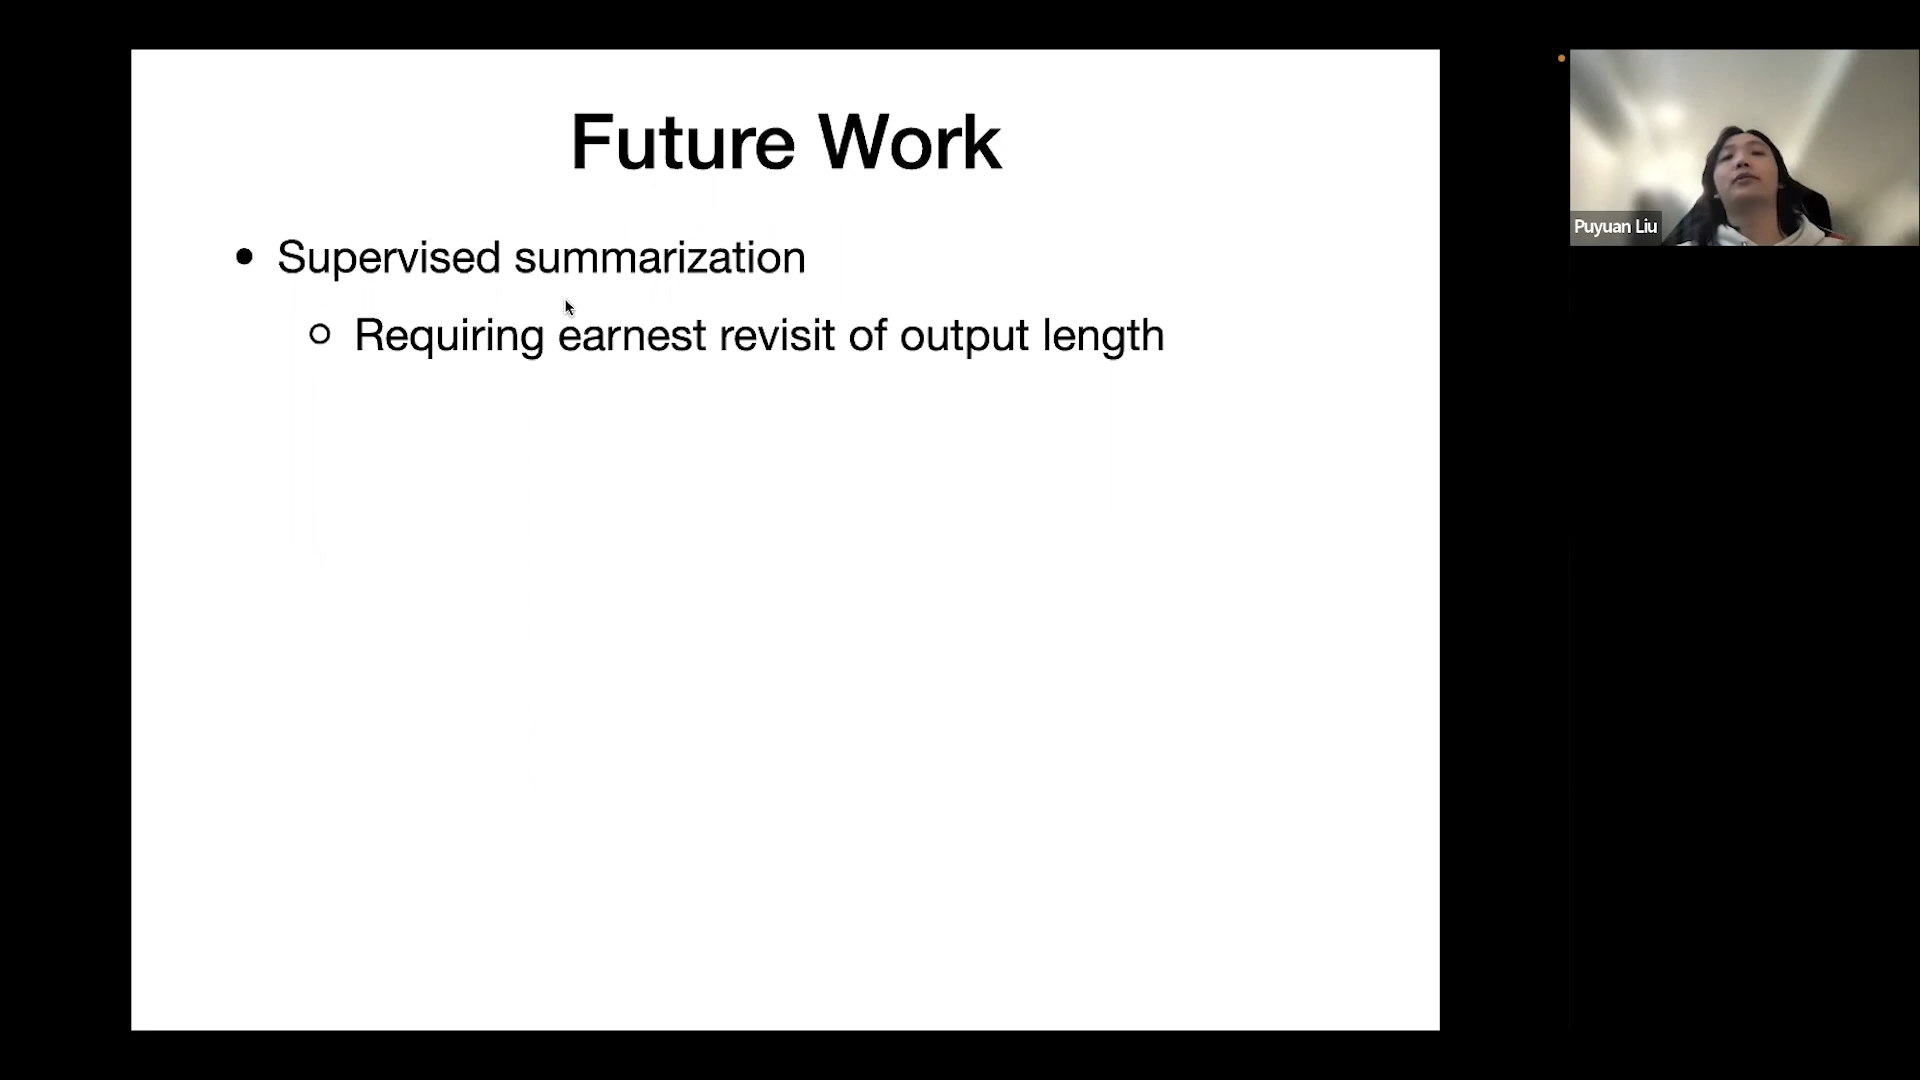 Future Work
• Supervised summarization
○ Requiring earnest revisit of output length
Puyuan Liu